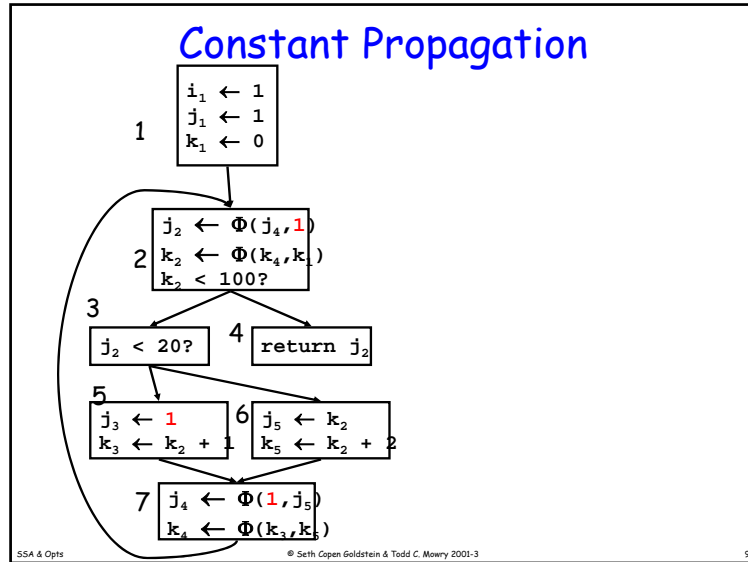 Constant Propagation
1
i₁ ← 1
j₁ ← 1
k₁ ← 0
2
j₂ ← Φ(j₄,1)
k₂ ← Φ(k₄,k₁)
k₂ < 100?
3
j₂ < 20?
4
return j₂
5
j₃ ← 1
k₃ ← k₂ + 1
6
j₅ ← k₂
k₅ ← k₂ + 2
7
j₄ ← Φ(1,j₅)
k₄ ← Φ(k₃,k₅)
SSA & Opts
© Seth Copen Goldstein & Todd C. Mowry 2001-3
9